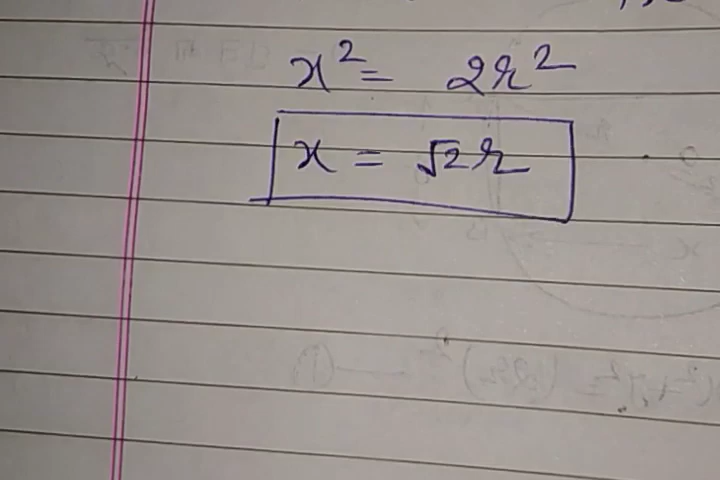 x² = 2r²
x = √2r